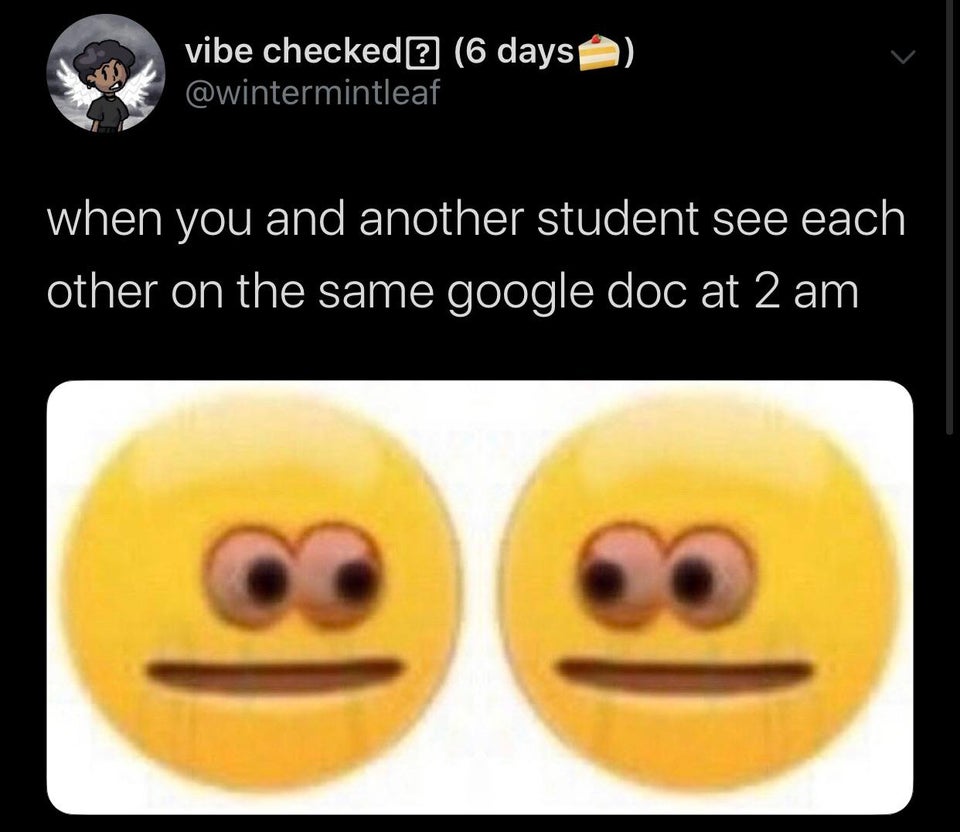 vibe checked⍰ (6 days🍰)
@wintermintleaf
when you and another student see each
other on the same google doc at 2 am